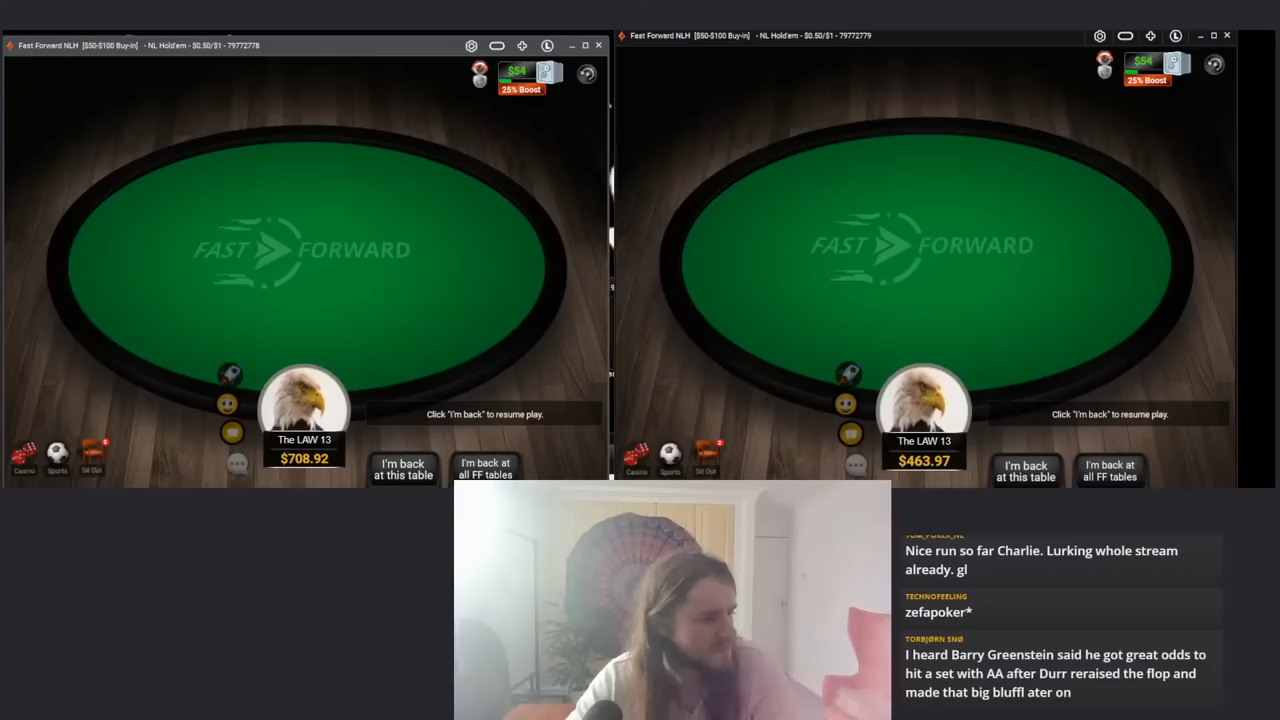 Fast Forward NLH [$50-$100 Buy-in] - NL Hold'em - $0.50/$1 - 79772778
$54
25% Boost
FAST FORWARD
Click "I'm back" to resume play.
The LAW 13
$708.92
Casino
Sports
Sit Out
2
I'm back
at this table
I'm back at
all FF tables
Fast Forward NLH [$50-$100 Buy-in] - NL Hold'em - $0.50/$1 - 79772779
$54
25% Boost
FAST FORWARD
Click "I'm back" to resume play.
The LAW 13
$463.97
Casino
Sports
Sit Out
2
I'm back
at this table
I'm back at
all FF tables
Nice run so far Charlie. Lurking whole stream
already. gl
TECHNOFEELING
zefapoker*
TORBJØRN SNØ
I heard Barry Greenstein said he got great odds to
hit a set with AA after Durr reraised the flop and
made that big bluffl ater on